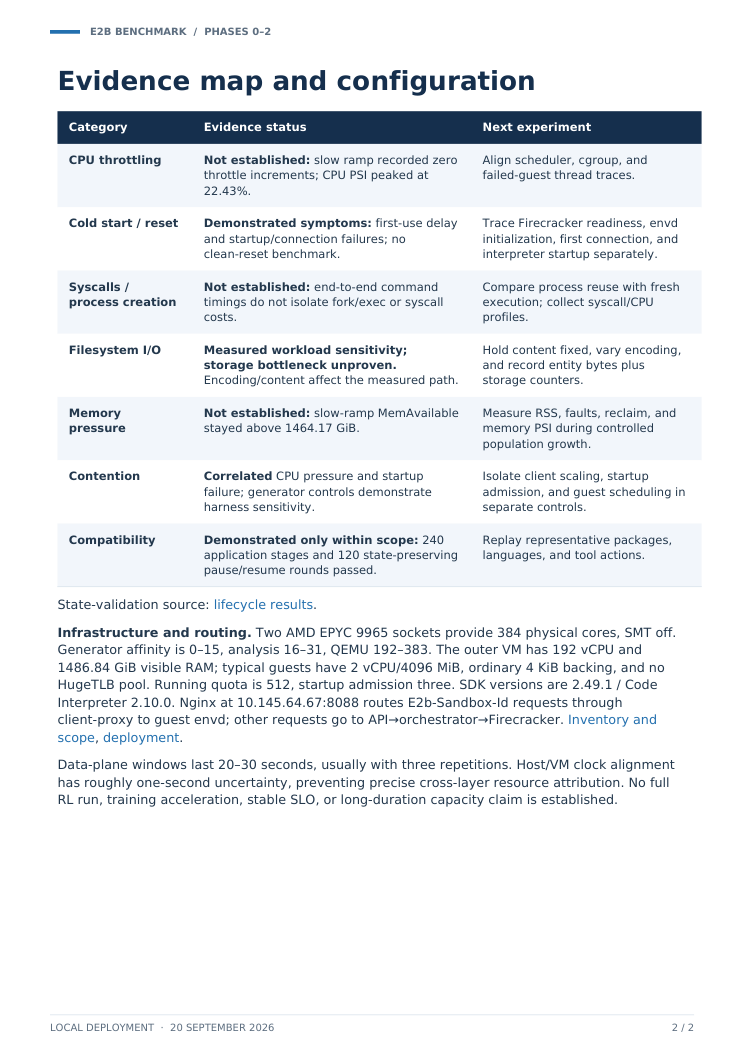 E2B BENCHMARK / PHASES 0–2
Evidence map and configuration
Category Evidence status Next experiment
CPU throttling
Not established: slow ramp recorded zero
throttle increments; CPU PSI peaked at
22.43%.
Align scheduler, cgroup, and
failed-guest thread traces.
Cold start / reset
Demonstrated symptoms: first-use delay
and startup/connection failures; no
clean-reset benchmark.
Trace Firecracker readiness, envd
initialization, first connection, and
interpreter startup separately.
Syscalls /
process creation
Not established: end-to-end command
timings do not isolate fork/exec or syscall
costs.
Compare process reuse with fresh
execution; collect syscall/CPU
profiles.
Filesystem I/O
Measured workload sensitivity;
storage bottleneck unproven.
Encoding/content affect the measured path.
Hold content fixed, vary encoding,
and record entity bytes plus
storage counters.
Memory
pressure
Not established: slow-ramp MemAvailable
stayed above 1464.17 GiB.
Measure RSS, faults, reclaim, and
memory PSI during controlled
population growth.
Contention
Correlated CPU pressure and startup
failure; generator controls demonstrate
harness sensitivity.
Isolate client scaling, startup
admission, and guest scheduling in
separate controls.
Compatibility
Demonstrated only within scope: 240
application stages and 120 state-preserving
pause/resume rounds passed.
Replay representative packages,
languages, and tool actions.
State-validation source: lifecycle results.
Infrastructure and routing. Two AMD EPYC 9965 sockets provide 384 physical cores, SMT off.
Generator affinity is 0–15, analysis 16–31, QEMU 192–383. The outer VM has 192 vCPU and
1486.84 GiB visible RAM; typical guests have 2 vCPU/4096 MiB, ordinary 4 KiB backing, and no
HugeTLB pool. Running quota is 512, startup admission three. SDK versions are 2.49.1 / Code
Interpreter 2.10.0. Nginx at 10.145.64.67:8088 routes E2b-Sandbox-Id requests through
client-proxy to guest envd; other requests go to API→orchestrator→Firecracker. Inventory and
scope, deployment.
Data-plane windows last 20–30 seconds, usually with three repetitions. Host/VM clock alignment
has roughly one-second uncertainty, preventing precise cross-layer resource attribution. No full
RL run, training acceleration, stable SLO, or long-duration capacity claim is established.
LOCAL DEPLOYMENT · 20 SEPTEMBER 2026 2 / 2